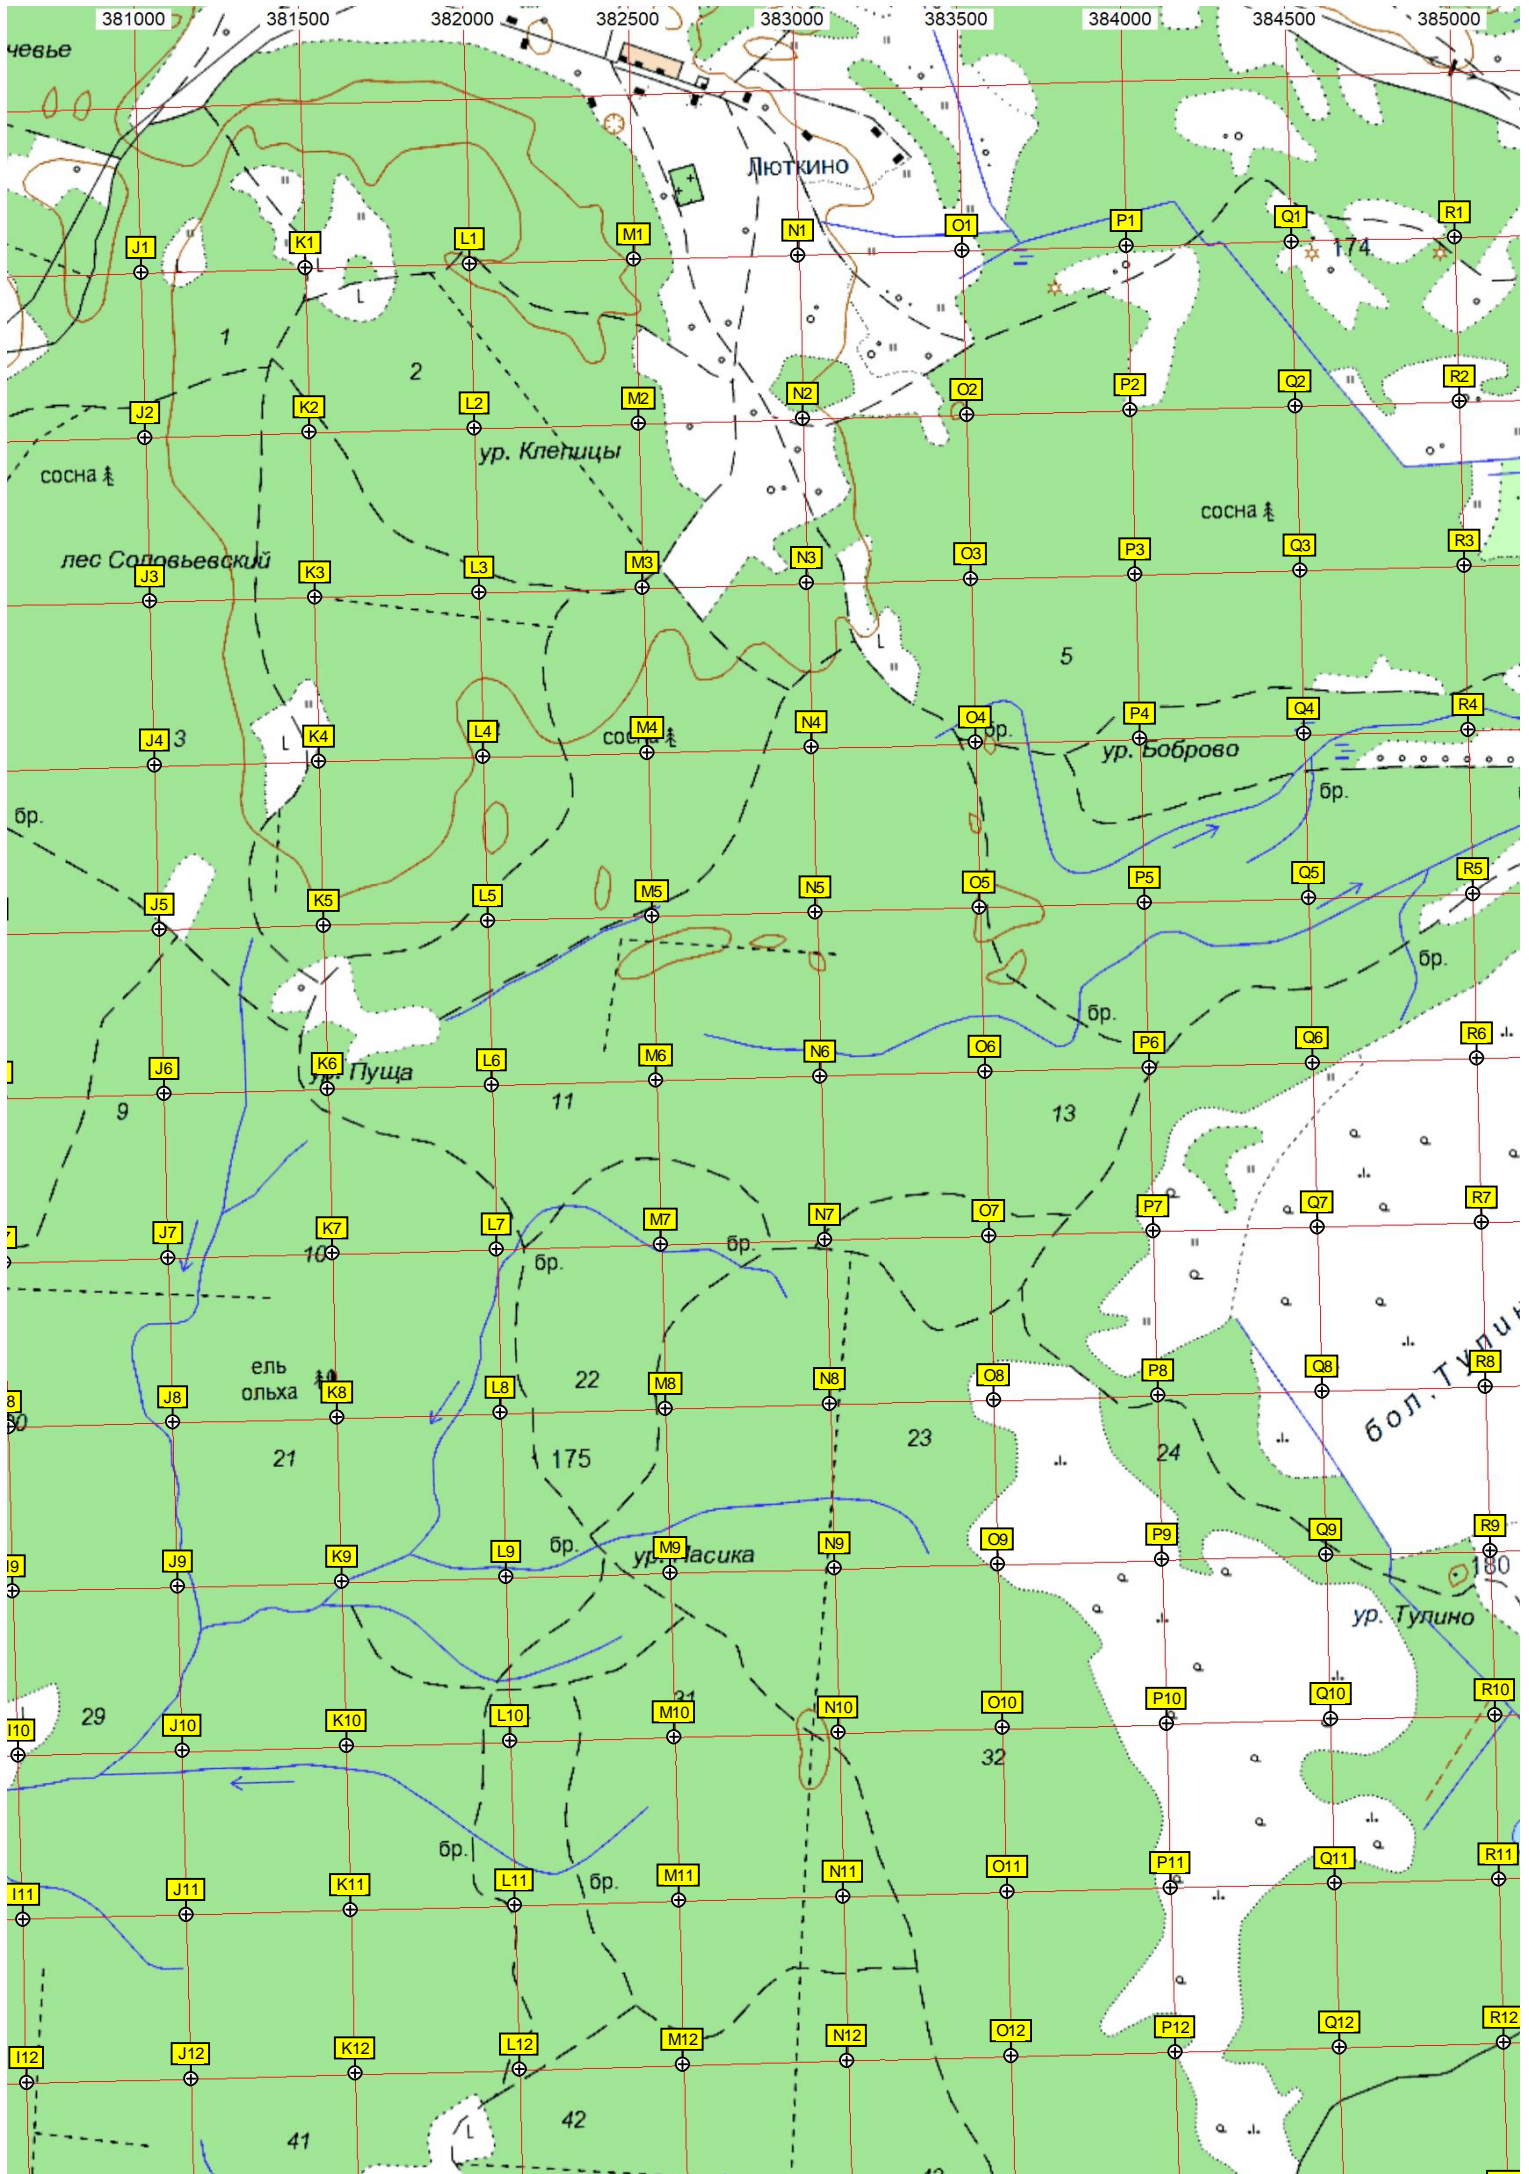 381000 381500 382000 382500 383000 383500 384000 384500 385000
чевье
Люткино
J1 K1 L1 M1 N1 O1 P1 Q1 R1
174
1
2
J2 K2 L2 M2 N2 O2 P2 Q2 R2
ур. Клепицы
сосна
сосна
лес Соловьевский
J3 K3 L3 M3 N3 O3 P3 Q3 R3
5
J4 K4 L4 M4 N4 O4 P4 Q4 R4
3
сосна
бр.
ур. Боброво
бр.
бр.
J5 K5 L5 M5 N5 O5 P5 Q5 R5
бр.
бр.
J6 K6 L6 M6 N6 O6 P6 Q6 R6
ур. Пуща
9
11
13
J7 K7 L7 M7 N7 O7 P7 Q7 R7
10
бр.
бр.
ель
ольха
22
бол. Тулин
J8 K8 L8 M8 N8 O8 P8 Q8 R8
21
175
23
24
J9 K9 L9 M9 N9 O9 P9 Q9 R9
бр.
ур. Пасика
180
ур. Тулино
29
31
I10 J10 K10 L10 M10 N10 O10 P10 Q10 R10
32
бр.
бр.
I11 J11 K11 L11 M11 N11 O11 P11 Q11 R11
I12 J12 K12 L12 M12 N12 O12 P12 Q12 R12
41
42